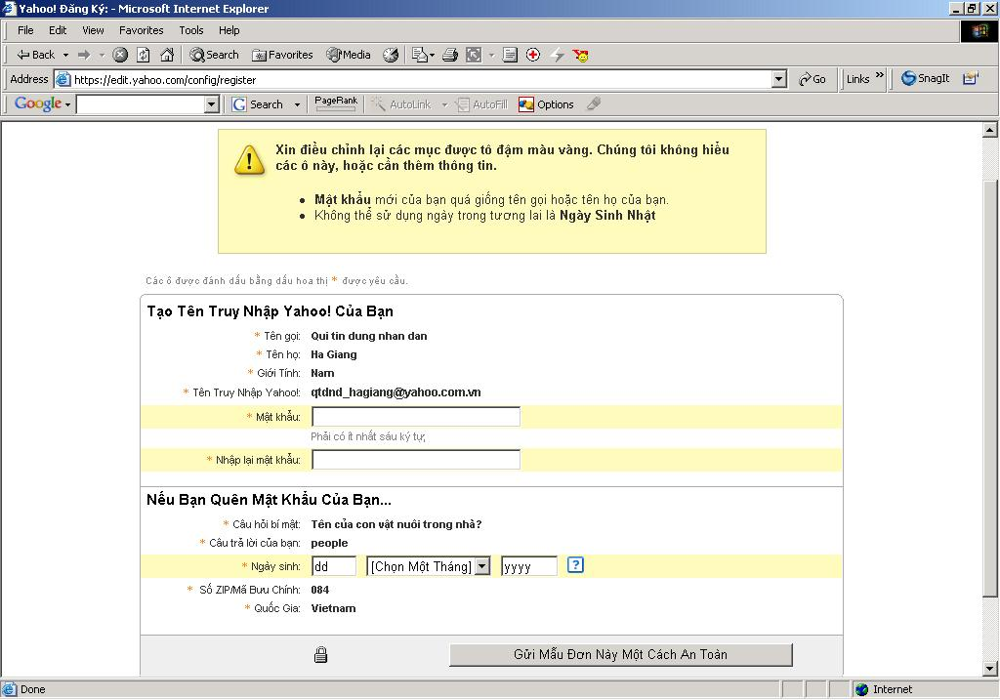 Yahoo! Đăng Ký: - Microsoft Internet Explorer
File Edit View Favorites Tools Help
Back Search Favorites Media
Address https://edit.yahoo.com/config/register Go Links » SnagIt
Google Search PageRank AutoLink AutoFill Options
Xin điều chỉnh lại các mục được tô đậm màu vàng. Chúng tôi không hiểu
các ô này, hoặc cần thêm thông tin.
• Mật khẩu mới của bạn quá giống tên gọi hoặc tên họ của bạn.
• Không thể sử dụng ngày trong tương lai là Ngày Sinh Nhật
Các ô được đánh dấu bằng dấu hoa thị * được yêu cầu.
Tạo Tên Truy Nhập Yahoo! Của Bạn
* Tên gọi: Qui tin dung nhan dan
* Tên họ: Ha Giang
* Giới Tính: Nam
* Tên Truy Nhập Yahoo!: qtdnd_hagiang@yahoo.com.vn
* Mật khẩu:
Phải có ít nhất sáu ký tự;
* Nhập lại mật khẩu:
Nếu Bạn Quên Mật Khẩu Của Bạn...
* Câu hỏi bí mật: Tên của con vật nuôi trong nhà?
* Câu trả lời của bạn: people
* Ngày sinh: dd [Chọn Một Tháng] yyyy ?
* Số ZIP/Mã Bưu Chính: 084
* Quốc Gia: Vietnam
Gửi Mẫu Đơn Này Một Cách An Toàn
Done Internet